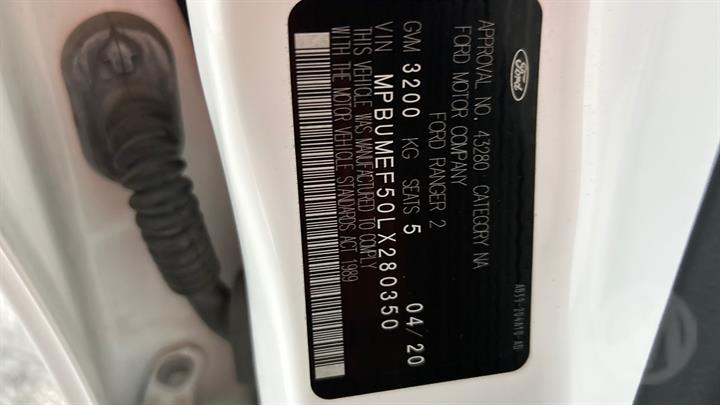 Ford
APPROVAL NO. 43280 CATEGORY NA
FORD MOTOR COMPANY
FORD RANGER 2
GVM 3200 KG SEATS 5 04/20
VIN MPBUMEF50LX280350
THIS VEHICLE WAS MANUFACTURED TO COMPLY
WITH THE MOTOR VEHICLE STANDARDS ACT 1989